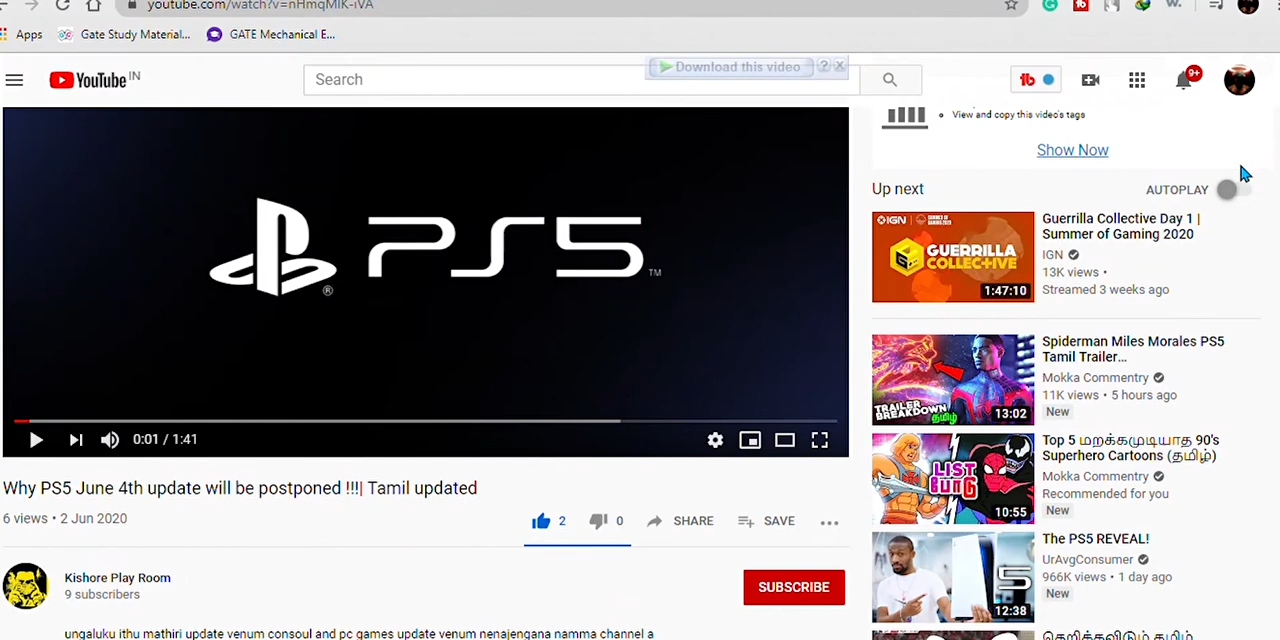 youtube.com/watch?v=nHmqMIK-iVA
Apps
Gate Study Material...
GATE Mechanical E...
YouTube IN
Search
Download this video
?
x
9+
View and copy this video's tags
Show Now
PS5
TM
®
0:01 / 1:41
Why PS5 June 4th update will be postponed !!!| Tamil updated
6 views • 2 Jun 2020
2
0
SHARE
SAVE
Kishore Play Room
9 subscribers
SUBSCRIBE
ungaluku ithu mathiri update venum consoul and pc games update venum nenajengana namma channel a
Up next
AUTOPLAY
IGN
GUERRILLA
COLLECTIVE
1:47:10
Guerrilla Collective Day 1 |
Summer of Gaming 2020
IGN
13K views •
Streamed 3 weeks ago
TRAILER
BREAKDOWN
தமிழ்
13:02
Spiderman Miles Morales PS5
Tamil Trailer...
Mokka Commentry
11K views • 5 hours ago
New
LIST
போடு
10:55
Top 5 மறக்கமுடியாத 90's
Superhero Cartoons (தமிழ்)
Mokka Commentry
Recommended for you
New
5
12:38
The PS5 REVEAL!
UrAvgConsumer
966K views • 1 day ago
New